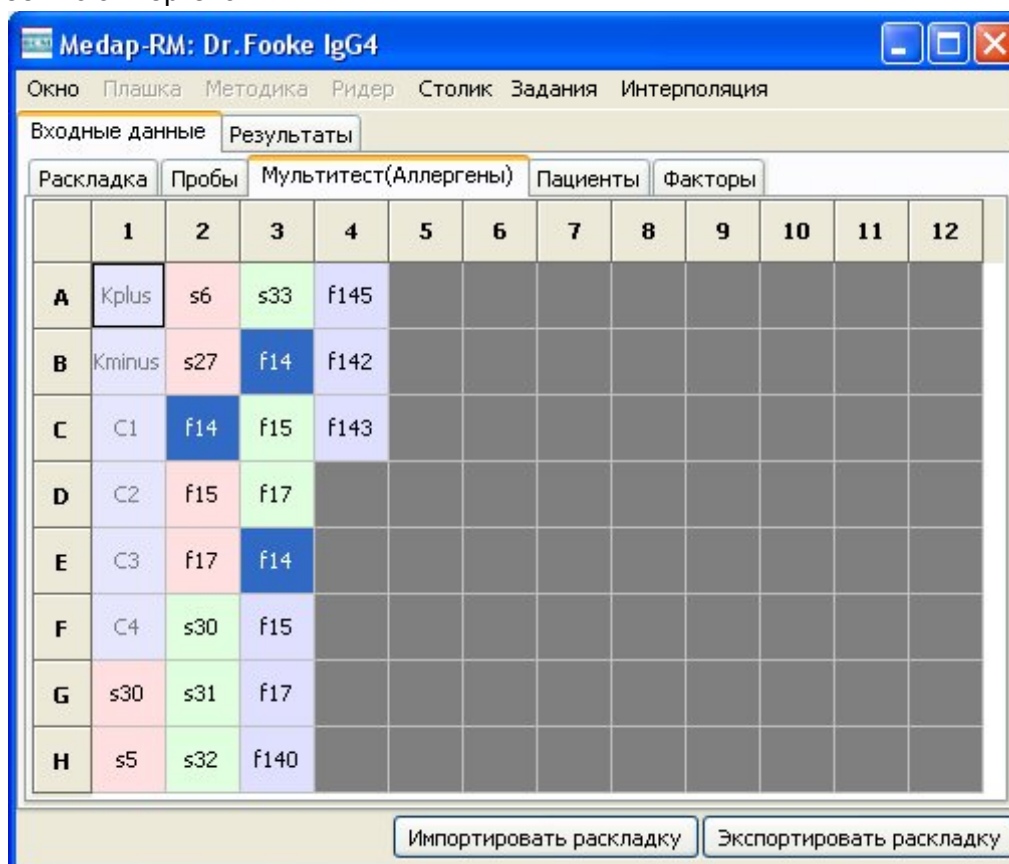 Medap-RM: Dr.Fooke IgG4
Окно Плашка Методика Ридер Столик Задания Интерполяция
Входные данные Результаты
Раскладка Пробы Мультитест(Аллергены) Пациенты Факторы
1 2 3 4 5 6 7 8 9 10 11 12
A Kplus s6 s33 f145
B Kminus s27 f14 f142
C C1 f14 f15 f143
D C2 f15 f17
E C3 f17 f14
F C4 s30 f15
G s30 s31 f17
H s5 s32 f140
Импортировать раскладку Экспортировать раскладку